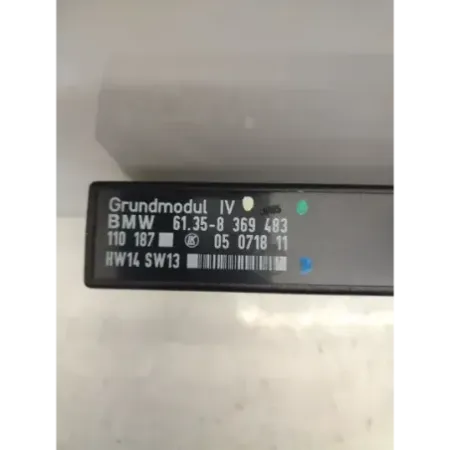 Grundmodul IV
BMW 61.35-8 369 483
110 187 05 0718 11
HW14 SW13